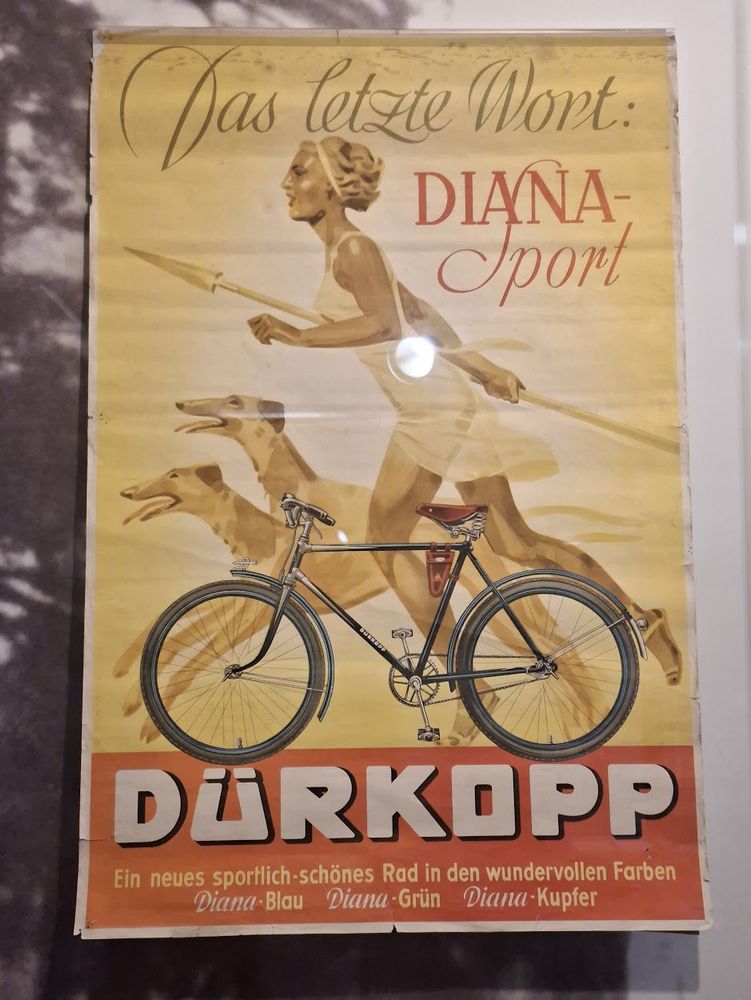 Das letzte Wort:
DIANA-
Sport
DÜRKOPP
DÜRKOPP
Ein neues sportlich-schönes Rad in den wundervollen Farben
Diana-Blau Diana-Grün Diana-Kupfer